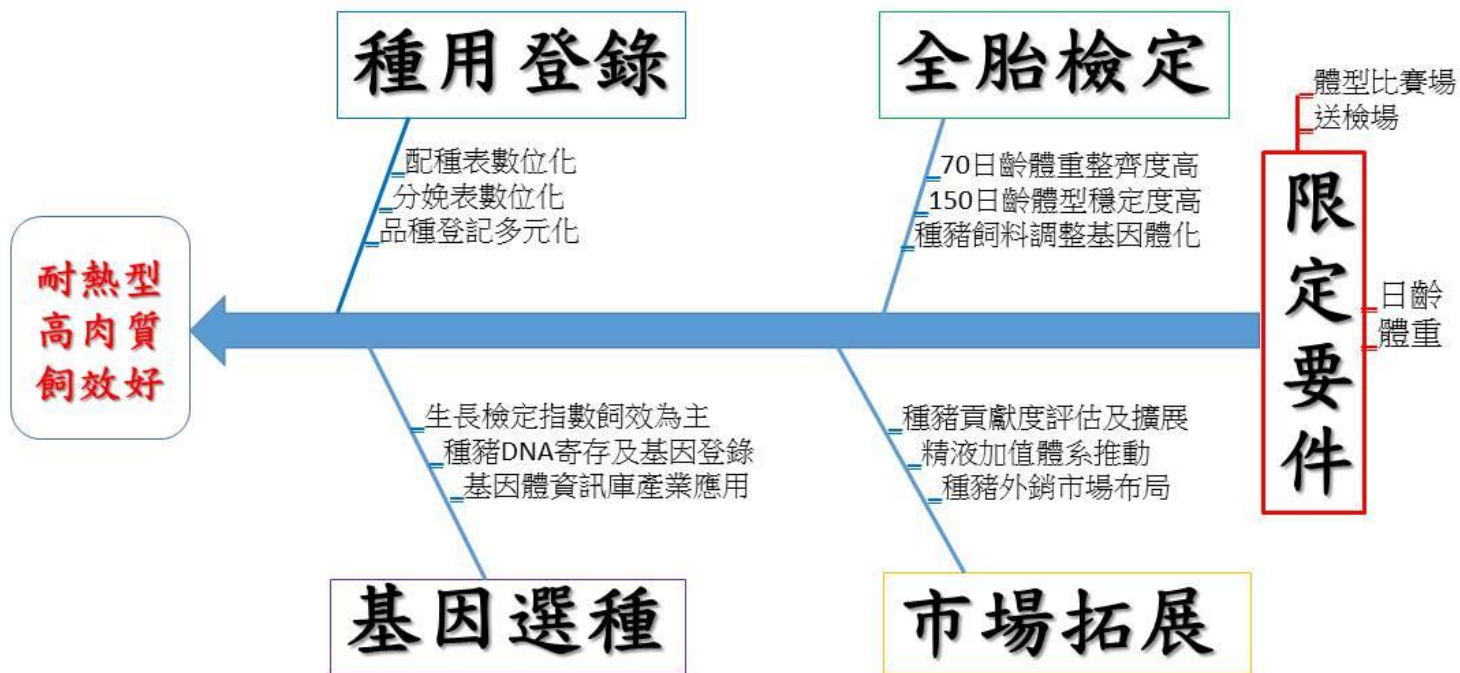 種用登錄
配種表數位化
分娩表數位化
品種登記多元化
全胎檢定
70日齡體重整齊度高
150日齡體型穩定度高
種豬飼料調整基因體化
體型比賽場
送檢場
限定要件
日齡
體重
耐熱型
高肉質
飼效好
生長檢定指數飼效為主
種豬DNA寄存及基因登錄
基因體資訊庫產業應用
基因選種
種豬貢獻度評估及擴展
精液加值體系推動
種豬外銷市場布局
市場拓展